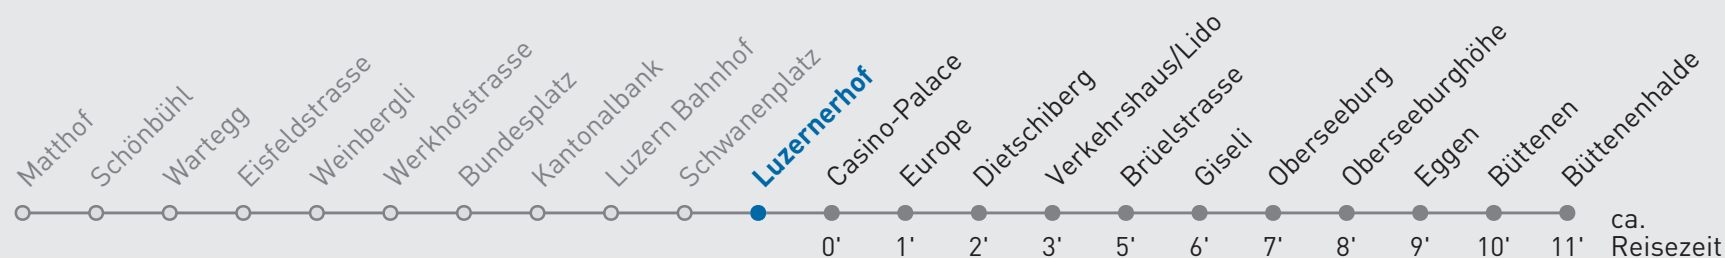 Matthof
Schönbühl
Wartegg
Eisfeldstrasse
Weinbergli
Werkhofstrasse
Bundesplatz
Kantonalbank
Luzern Bahnhof
Schwanenplatz
Luzernerhof
Casino-Palace
Europe
Dietschiberg
Verkehrshaus/Lido
Brüelstrasse
Giseli
Oberseeburg
Oberseeburghöhe
Eggen
Büttenen
Büttenenhalde
0' 1' 2' 3' 5' 6' 7' 8' 9' 10' 11'
ca.
Reisezeit